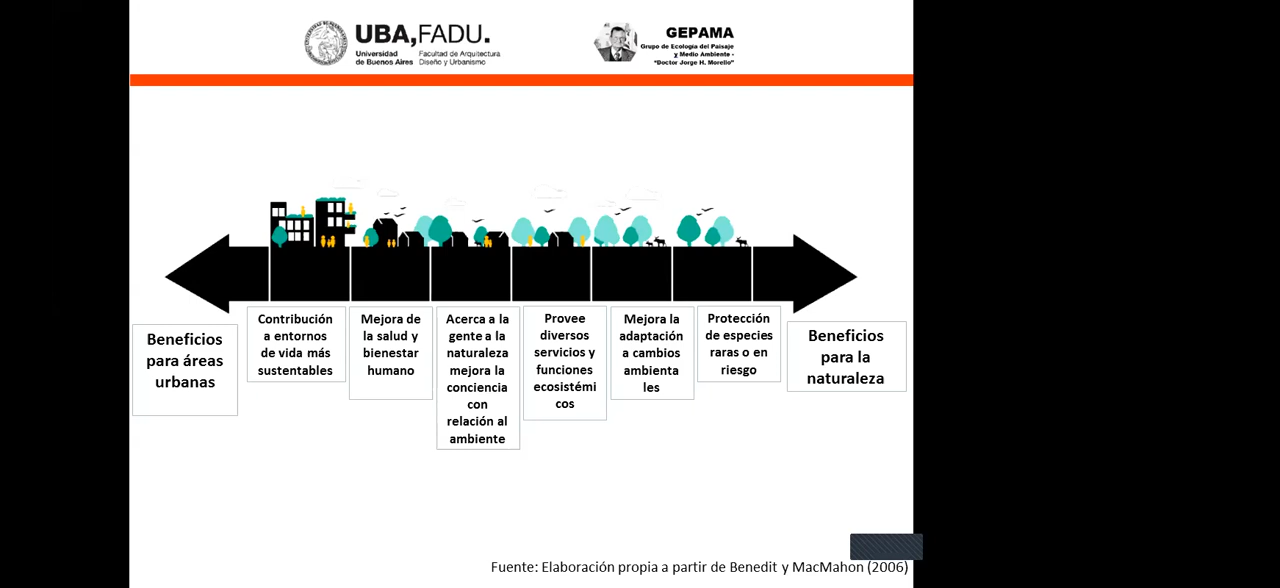 UBA,FADU.
Universidad
de Buenos Aires
Facultad de Arquitectura
Diseño y Urbanismo
GEPAMA
Grupo de Ecología del Paisaje
y Medio Ambiente -
"Doctor Jorge H. Morello"
Beneficios
para áreas
urbanas
Contribución
a entornos
de vida más
sustentables
Mejora de
la salud y
bienestar
humano
Acerca a la
gente a la
naturaleza
mejora la
conciencia
con
relación al
ambiente
Provee
diversos
servicios y
funciones
ecosistémi
cos
Mejora la
adaptación
a cambios
ambienta
les
Protección
de especies
raras o en
riesgo
Beneficios
para la
naturaleza
Fuente: Elaboración propia a partir de Benedit y MacMahon (2006)